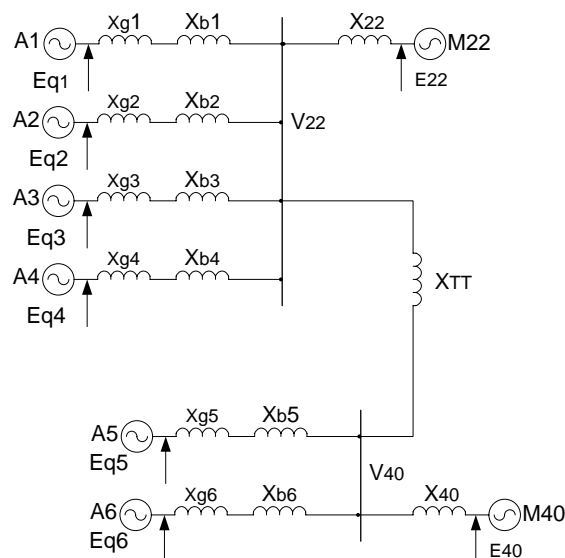 A1 Xg1 Xb1 X22 M22
Eq1 E22
A2 Xg2 Xb2 V22
Eq2
A3 Xg3 Xb3
Eq3
A4 Xg4 Xb4 XTT
Eq4
A5 Xg5 Xb5
Eq5 V40
A6 Xg6 Xb6 X40 M40
Eq6 E40